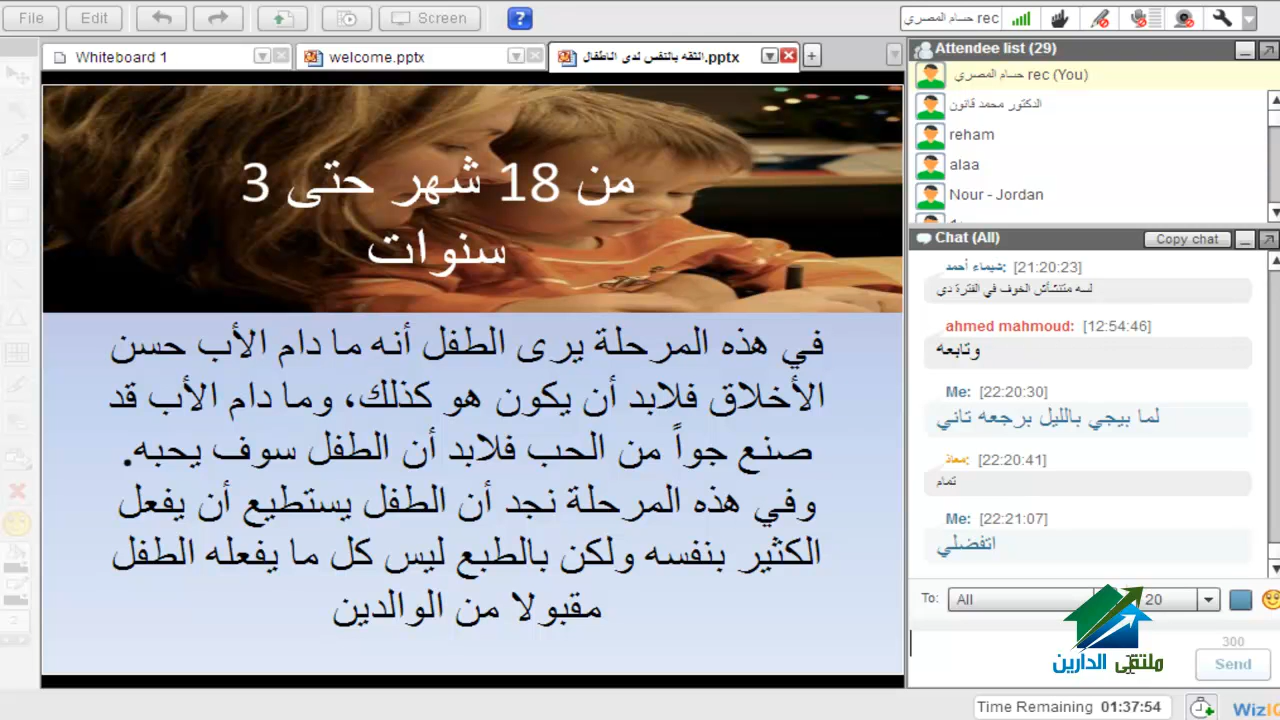 File
Edit
Screen
?
حسام المصري rec
Whiteboard 1
welcome.pptx
الثقه بالنفس لدى الاطفال.pptx
من 18 شهر حتى 3
سنوات
في هذه المرحلة يرى الطفل أنه ما دام الأب حسن
الأخلاق فلابد أن يكون هو كذلك، وما دام الأب قد
صنع جواً من الحب فلابد أن الطفل سوف يحبه.
وفي هذه المرحلة نجد أن الطفل يستطيع أن يفعل
الكثير بنفسه ولكن بالطبع ليس كل ما يفعله الطفل
مقبولا من الوالدين
Attendee list (29)
حسام المصري rec (You)
الدكتور محمد قانون
reham
alaa
Nour - Jordan
Chat (All)
Copy chat
شيماء أحمد: [21:20:23]
لسه متنشأش الخوف في الفترة دي
ahmed mahmoud: [12:54:46]
وتابعه
Me: [22:20:30]
لما بيجي بالليل برجعه تاني
معاذ: [22:20:41]
تمام
Me: [22:21:07]
اتفضلي
To:
All
20
300
Send
ملتقى الدارين
Time Remaining 01:37:54